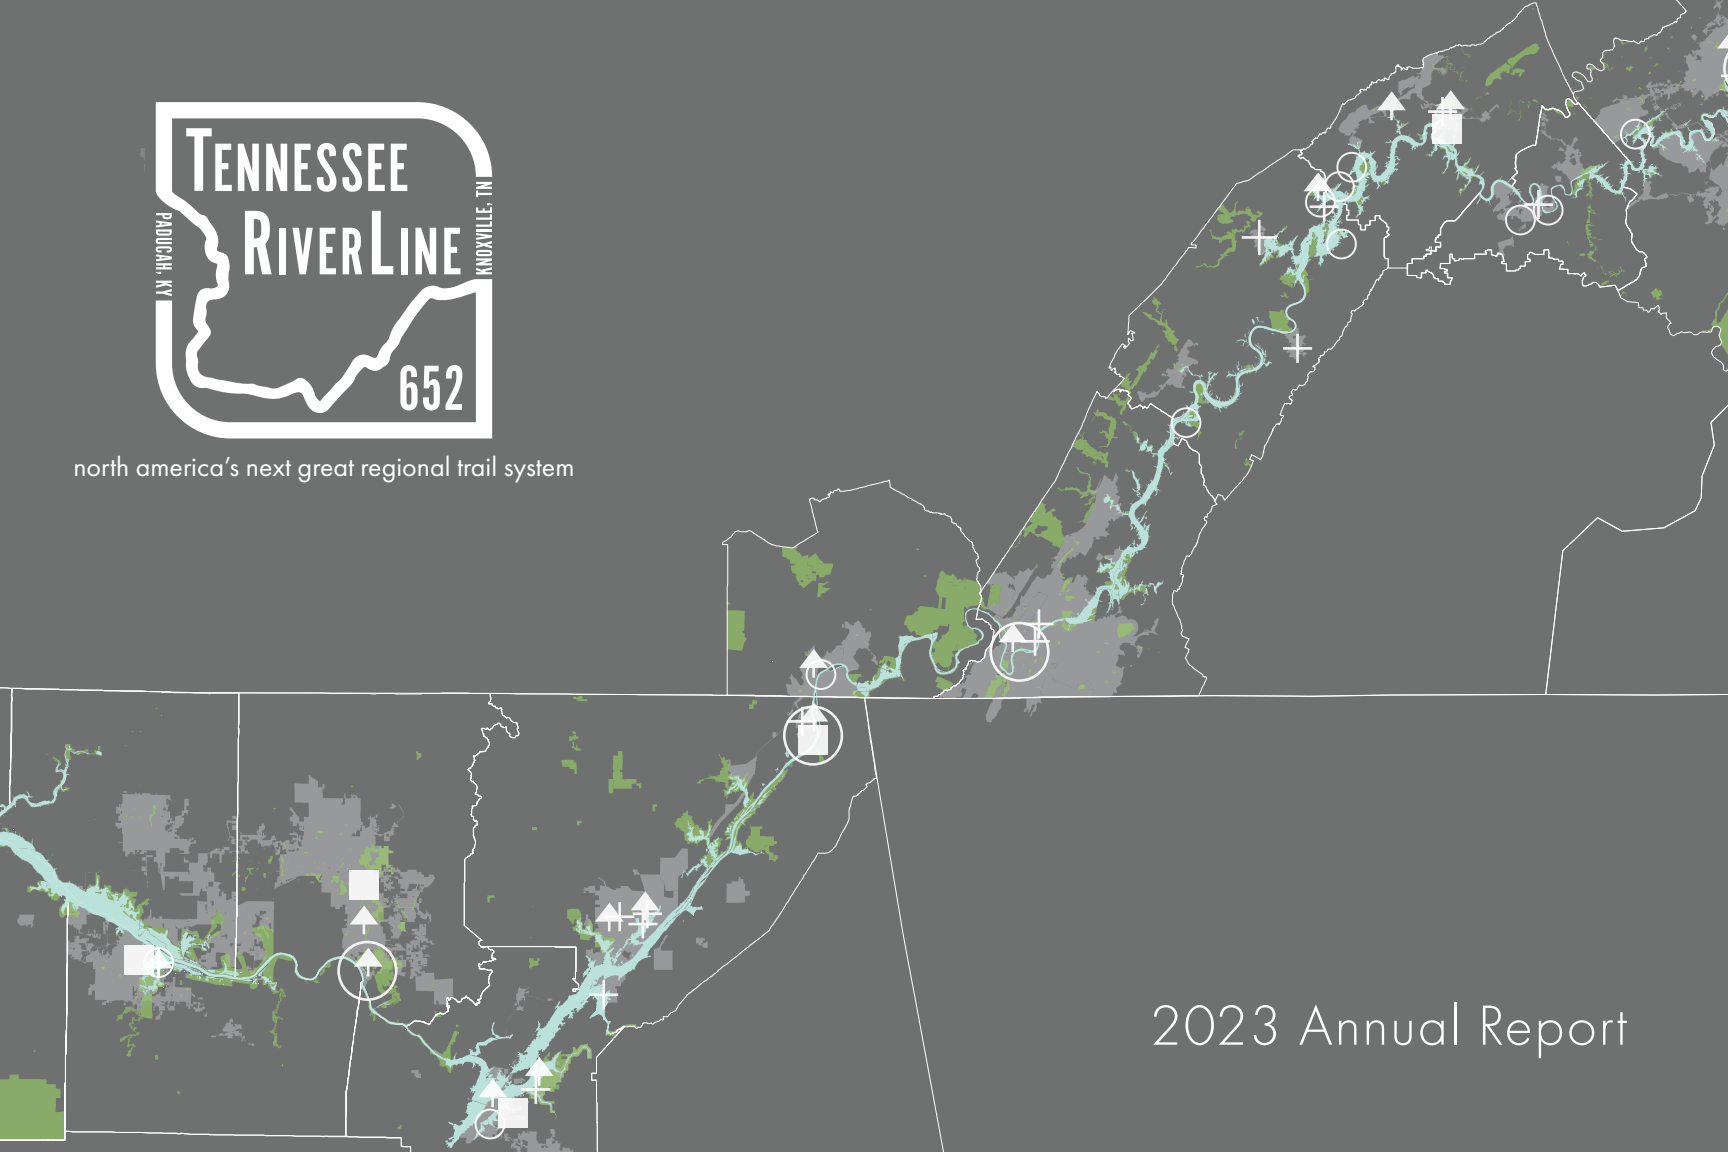 TENNESSEE
RIVERLINE
PADUCAH, KY
KNOXVILLE, TN
652
north america's next great regional trail system
2023 Annual Report